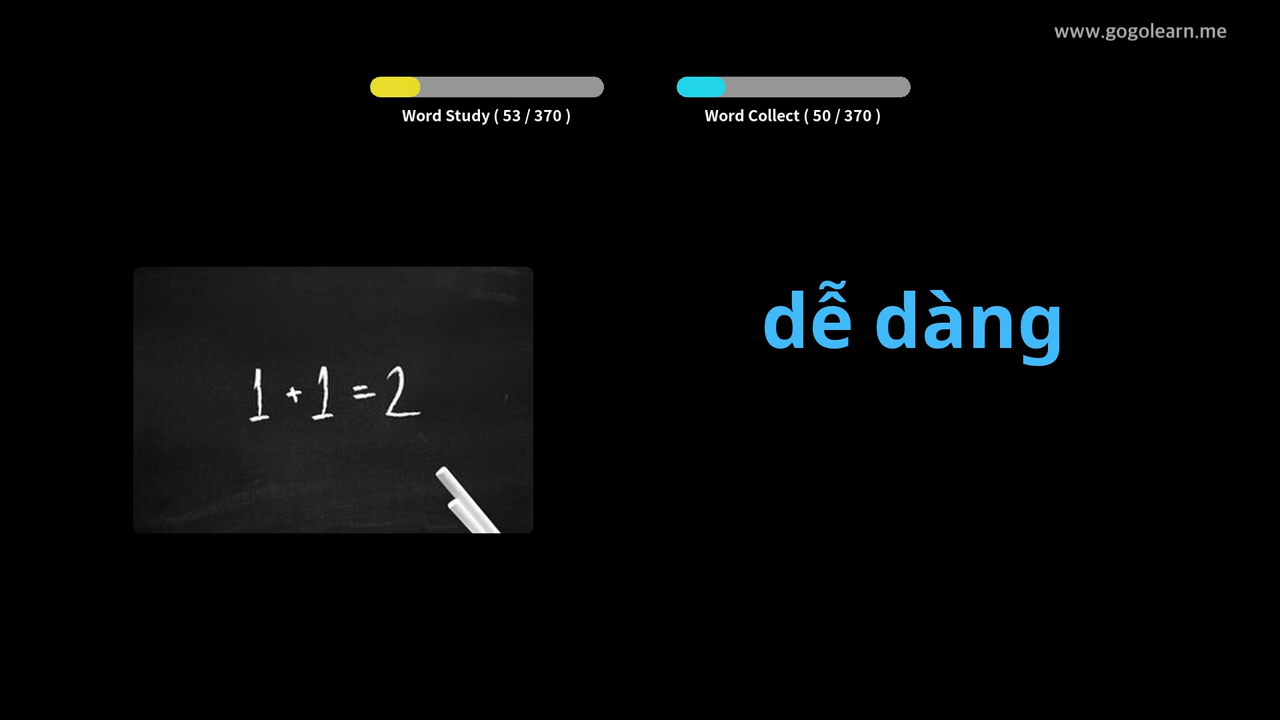 www.gogolearn.me
Word Study ( 53 / 370 )
Word Collect ( 50 / 370 )
1 + 1 = 2
dễ dàng